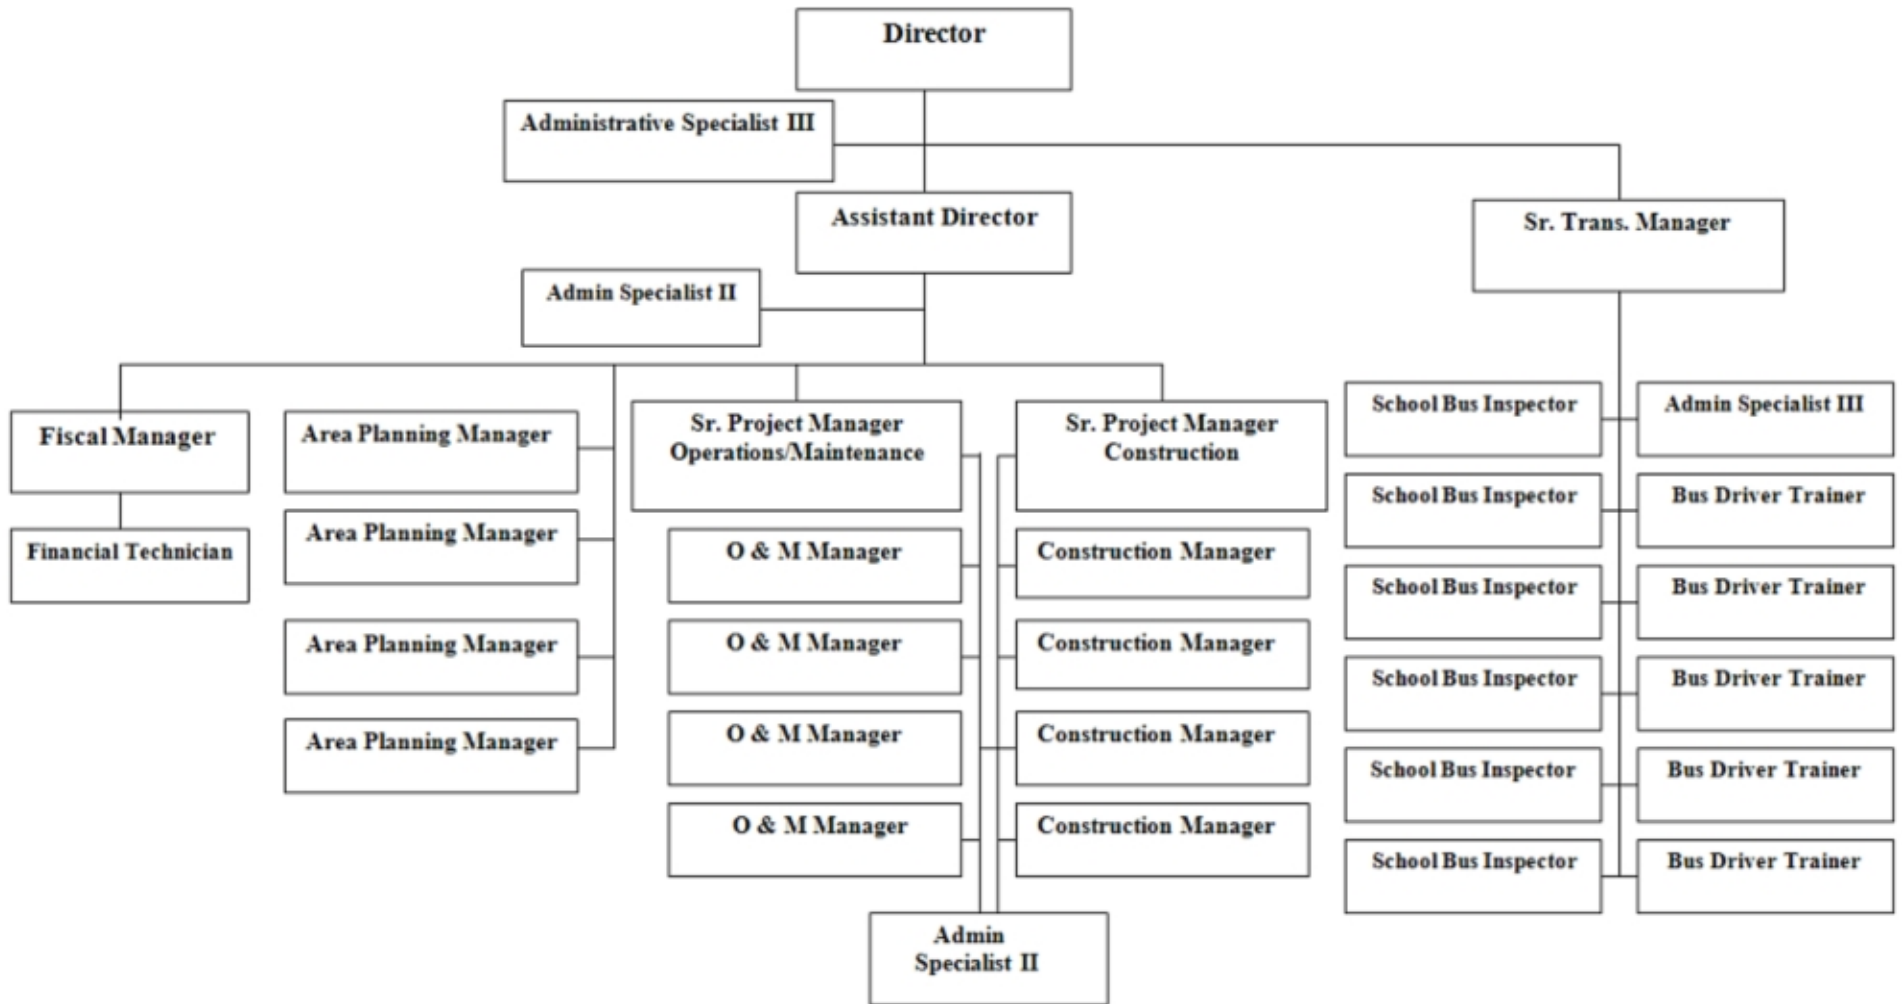 Director
Administrative Specialist III
Assistant Director
Sr. Trans. Manager
Admin Specialist II
Fiscal Manager
Financial Technician
Area Planning Manager
Area Planning Manager
Area Planning Manager
Area Planning Manager
Sr. Project Manager
Operations/Maintenance
O & M Manager
O & M Manager
O & M Manager
O & M Manager
Sr. Project Manager
Construction
Construction Manager
Construction Manager
Construction Manager
Construction Manager
Admin
Specialist II
School Bus Inspector
School Bus Inspector
School Bus Inspector
School Bus Inspector
School Bus Inspector
School Bus Inspector
Admin Specialist III
Bus Driver Trainer
Bus Driver Trainer
Bus Driver Trainer
Bus Driver Trainer
Bus Driver Trainer